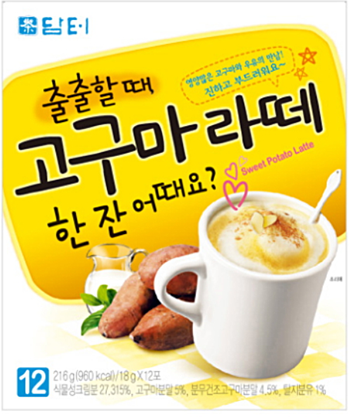 담터
출출할 때,
영양많은 고구마와 우유의 만남!
진하고 부드러워요~
고구마 라떼
Sweet Potato Latte
한 잔 어때요?
12
216g(960 kcal)/18g X12포
식물성크림분 27.315%, 고구마분말 5%, 분무건조고구마분말 4.5%, 탈지분유 1%